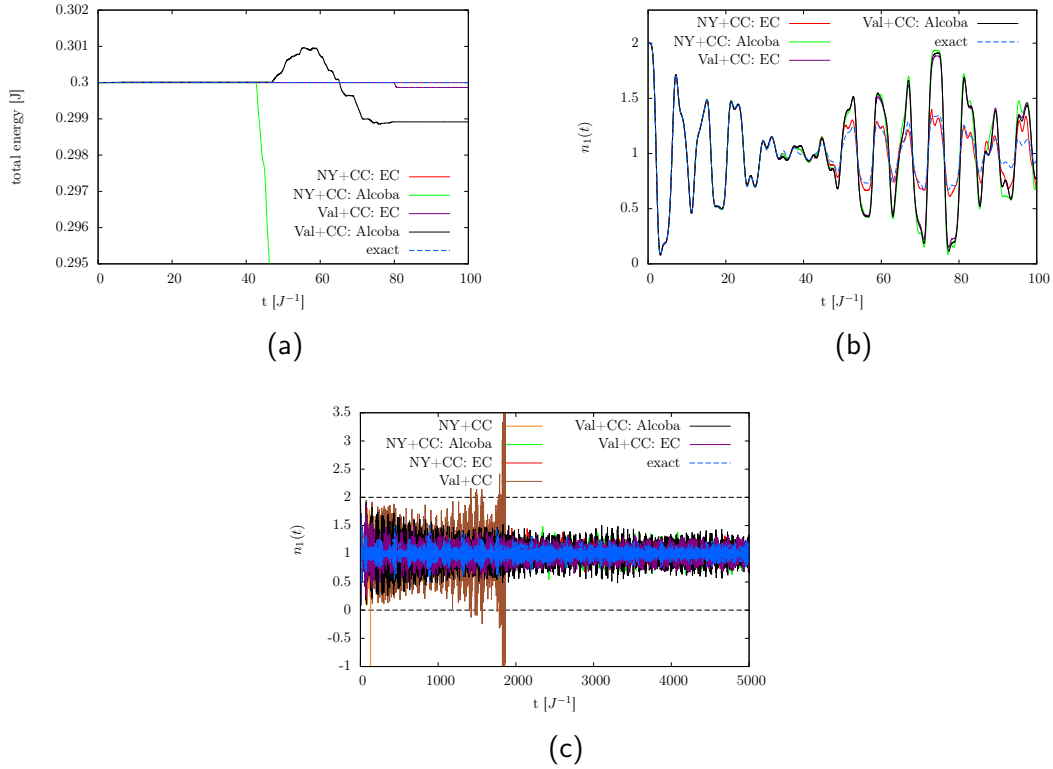 0.302
0.301
0.3
0.299
0.298
0.297
0.296
0.295
total energy [J]
NY+CC: EC
NY+CC: Alcoba
Val+CC: EC
Val+CC: Alcoba
exact
0 20 40 60 80 100
t [J⁻¹]
(a)
NY+CC: EC
NY+CC: Alcoba
Val+CC: EC
Val+CC: Alcoba
exact
2
1.5
1
0.5
0
n₁(t)
0 20 40 60 80 100
t [J⁻¹]
(b)
3.5
3
2.5
2
1.5
1
0.5
0
-0.5
-1
n₁(t)
NY+CC
NY+CC: Alcoba
NY+CC: EC
Val+CC
Val+CC: Alcoba
Val+CC: EC
exact
0 1000 2000 3000 4000 5000
t [J⁻¹]
(c)